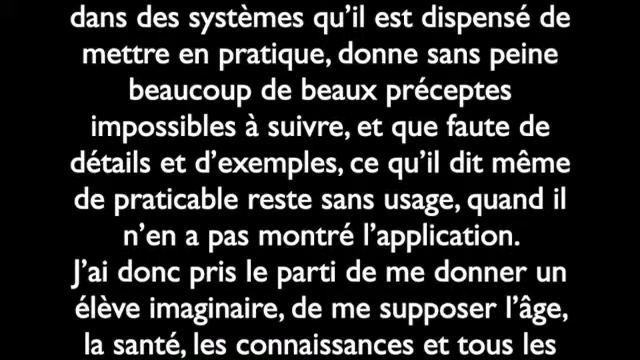 dans des systèmes qu'il est dispensé de
mettre en pratique, donne sans peine
beaucoup de beaux préceptes
impossibles à suivre, et que faute de
détails et d'exemples, ce qu'il dit même
de praticable reste sans usage, quand il
n'en a pas montré l'application.
J'ai donc pris le parti de me donner un
élève imaginaire, de me supposer l'âge,
la santé, les connaissances et tous les